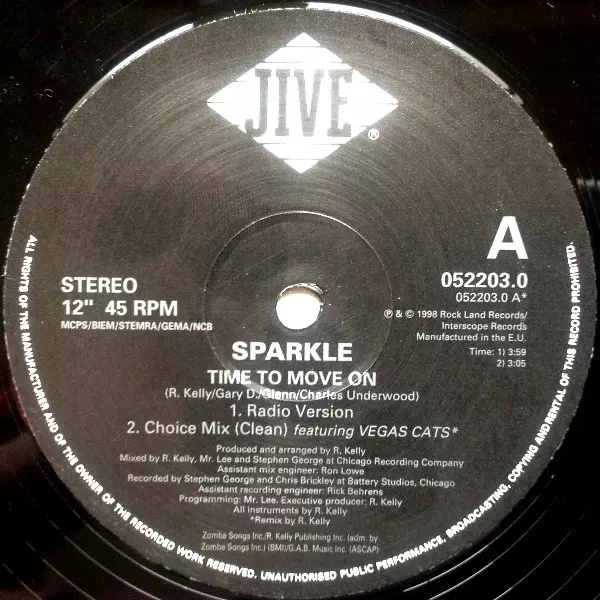 JIVE
®
A
STEREO
12" 45 RPM
MCPS/BIEM/STEMRA/GEMA/NCB
052203.0
052203.0 A*
℗ & © 1998 Rock Land Records/
Interscope Records
Manufactured in the E.U.
Time: 1) 3:59
2) 3:05
SPARKLE
TIME TO MOVE ON
(R. Kelly/Gary D./Glenn/Charles Underwood)
1. Radio Version
2. Choice Mix (Clean) featuring VEGAS CATS*
Produced and arranged by R. Kelly
Mixed by R. Kelly, Mr. Lee and Stephen George at Chicago Recording Company
Assistant mix engineer: Ron Lowe
Recorded by Stephen George and Chris Brickley at Battery Studios, Chicago
Assistant recording engineer: Rick Behrens
Programming: Mr. Lee. Executive producer: R. Kelly
All instruments by R. Kelly
*Remix by R. Kelly
Zomba Songs Inc./R. Kelly Publishing Inc. (adm. by
Zomba Songs Inc.) (BMI)/G.A.B. Music Inc. (ASCAP)
ALL RIGHTS OF THE MANUFACTURER AND OF THE OWNER OF THE RECORDED WORK RESERVED. UNAUTHORISED PUBLIC PERFORMANCE, BROADCASTING, COPYING AND RENTAL OF THIS RECORD PROHIBITED.